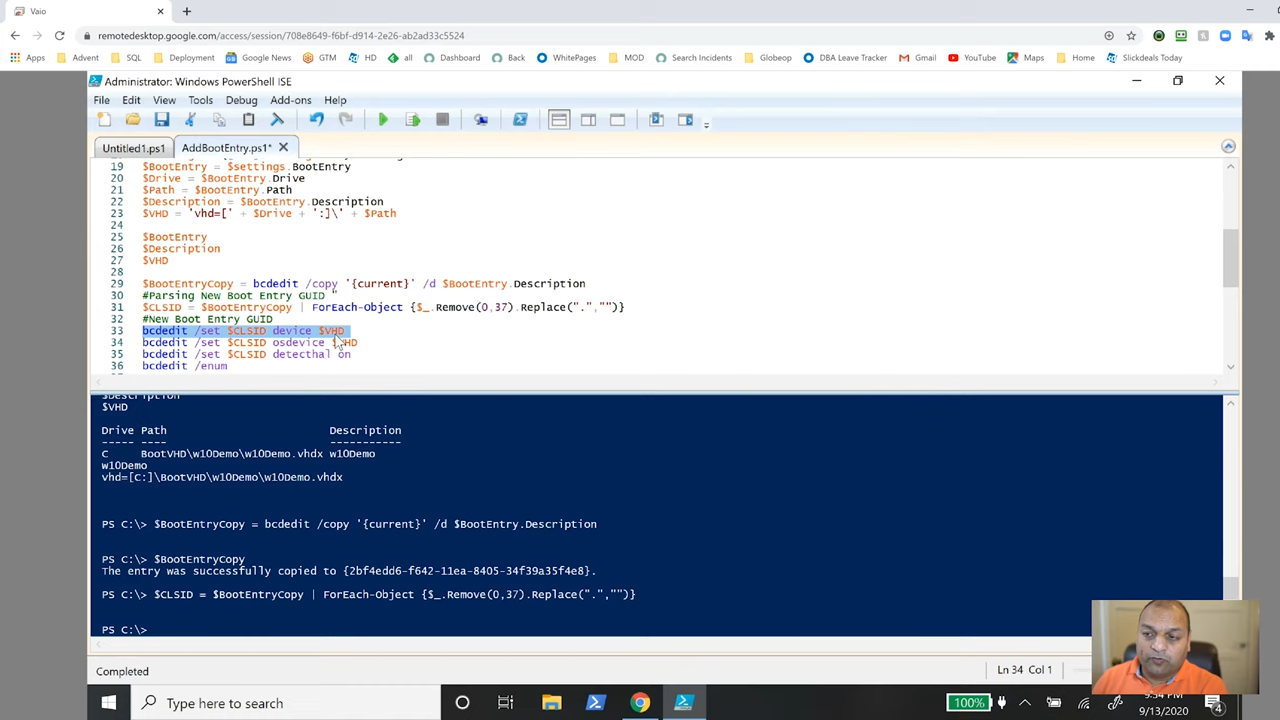 Vaio
remotedesktop.google.com/access/session/708e8649-f6bf-d914-2e26-ab2ad33c5524
Apps Advent SQL Deployment Google News GTM HD all Dashboard Back WhitePages MOD Search Incidents Globeop DBA Leave Tracker Gmail YouTube Maps Home Slickdeals Today
Administrator: Windows PowerShell ISE
File Edit View Tools Debug Add-ons Help
Untitled1.ps1 AddBootEntry.ps1*
19 $BootEntry = $settings.BootEntry
20 $Drive = $BootEntry.Drive
21 $Path = $BootEntry.Path
22 $Description = $BootEntry.Description
23 $VHD = 'vhd=[' + $Drive + ':]\' + $Path
24
25 $BootEntry
26 $Description
27 $VHD
28
29 $BootEntryCopy = bcdedit /copy '{current}' /d $BootEntry.Description
30 #Parsing New Boot Entry GUID "
31 $CLSID = $BootEntryCopy | ForEach-Object {$_.Remove(0,37).Replace(".","")}
32 #New Boot Entry GUID
33 bcdedit /set $CLSID device $VHD
34 bcdedit /set $CLSID osdevice $VHD
35 bcdedit /set $CLSID detecthal on
36 bcdedit /enum
$Description
$VHD
Drive Path Description
----- ---- -----------
C BootVHD\w10Demo\w10Demo.vhdx w10Demo
w10Demo
vhd=[C:]\BootVHD\w10Demo\w10Demo.vhdx
PS C:\> $BootEntryCopy = bcdedit /copy '{current}' /d $BootEntry.Description
PS C:\> $BootEntryCopy
The entry was successfully copied to {2bf4edd6-f642-11ea-8405-34f39a35f4e8}.
PS C:\> $CLSID = $BootEntryCopy | ForEach-Object {$_.Remove(0,37).Replace(".","")}
PS C:\>
Completed
Ln 34 Col 1
Type here to search
100%
9/13/2020
4